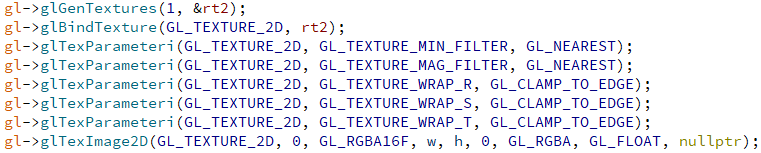 gl->glGenTextures(1, &rt2);
gl->glBindTexture(GL_TEXTURE_2D, rt2);
gl->glTexParameteri(GL_TEXTURE_2D, GL_TEXTURE_MIN_FILTER, GL_NEAREST);
gl->glTexParameteri(GL_TEXTURE_2D, GL_TEXTURE_MAG_FILTER, GL_NEAREST);
gl->glTexParameteri(GL_TEXTURE_2D, GL_TEXTURE_WRAP_R, GL_CLAMP_TO_EDGE);
gl->glTexParameteri(GL_TEXTURE_2D, GL_TEXTURE_WRAP_S, GL_CLAMP_TO_EDGE);
gl->glTexParameteri(GL_TEXTURE_2D, GL_TEXTURE_WRAP_T, GL_CLAMP_TO_EDGE);
gl->glTexImage2D(GL_TEXTURE_2D, 0, GL_RGBA16F, w, h, 0, GL_RGBA, GL_FLOAT, nullptr);